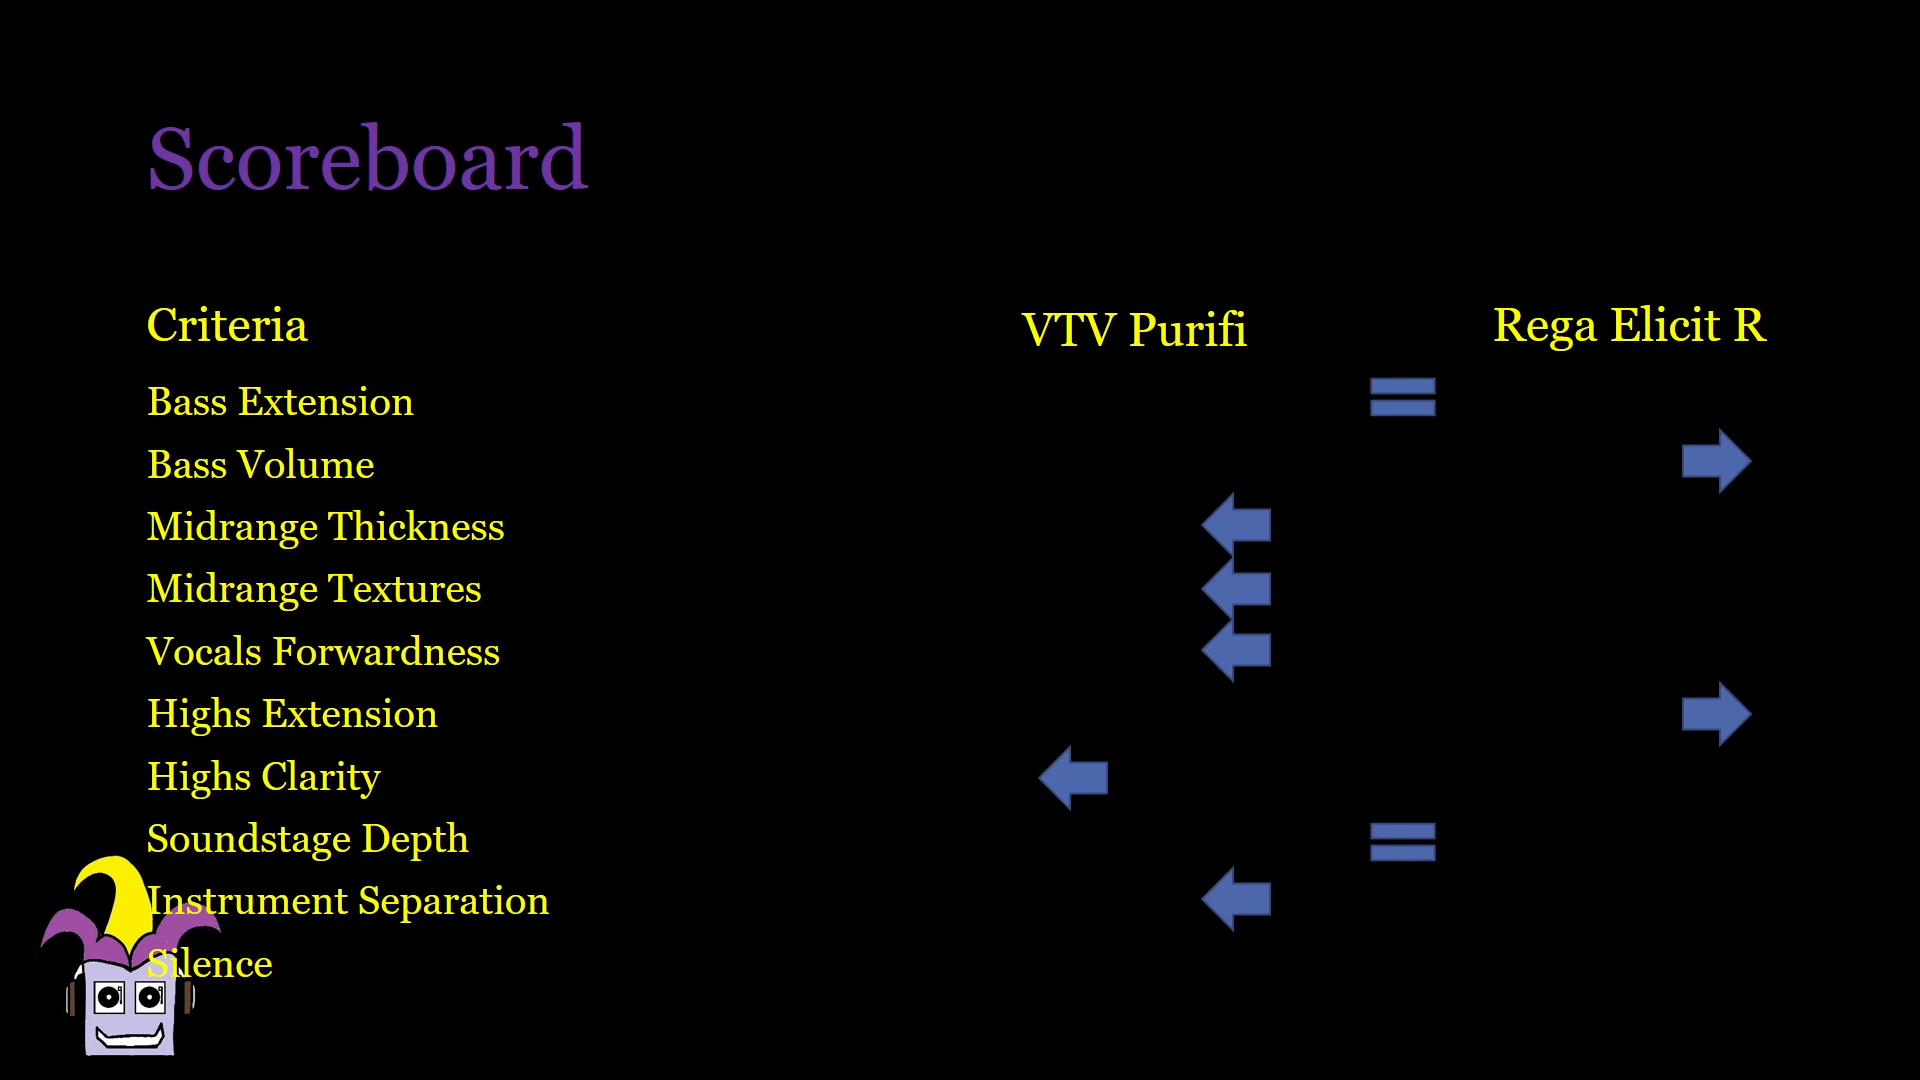 Scoreboard
Criteria VTV Purifi Rega Elicit R
Bass Extension
Bass Volume
Midrange Thickness
Midrange Textures
Vocals Forwardness
Highs Extension
Highs Clarity
Soundstage Depth
Instrument Separation
Silence